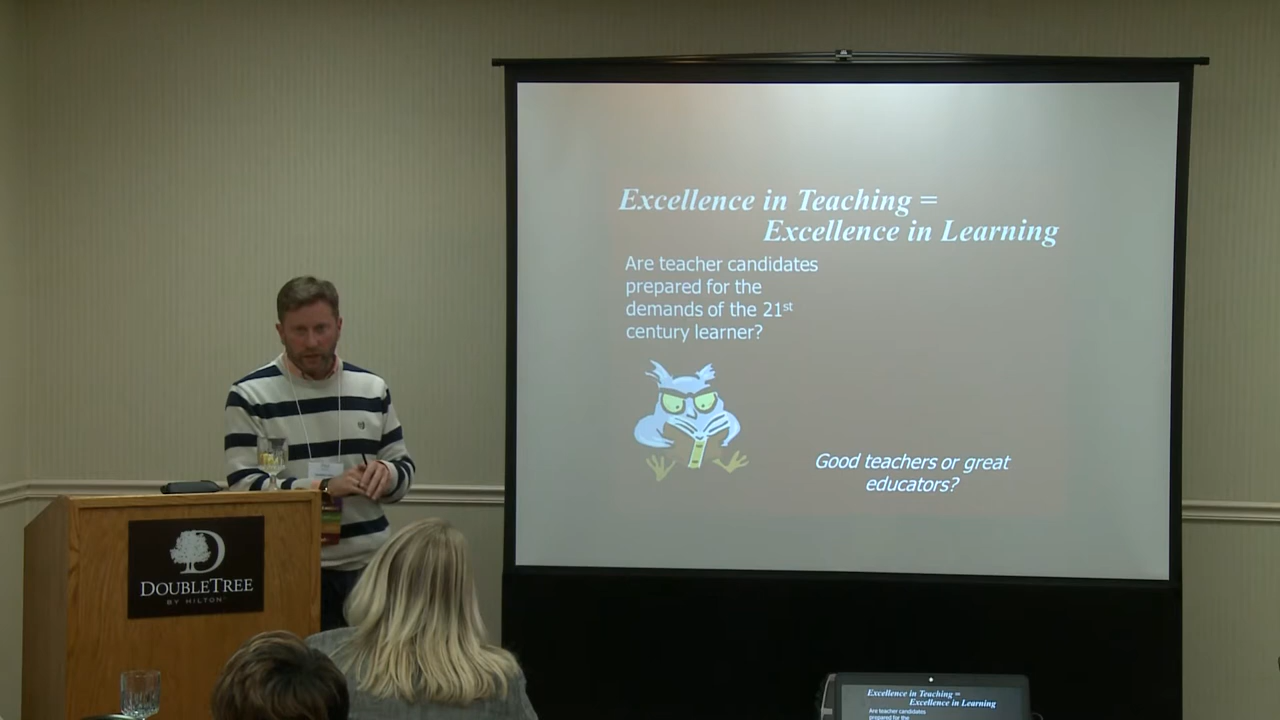 Excellence in Teaching =
Excellence in Learning
Are teacher candidates
prepared for the
demands of the 21st
century learner?
Good teachers or great
educators?
DOUBLETREE
BY HILTON
Excellence in Teaching =
Excellence in Learning
Are teacher candidates
prepared for the